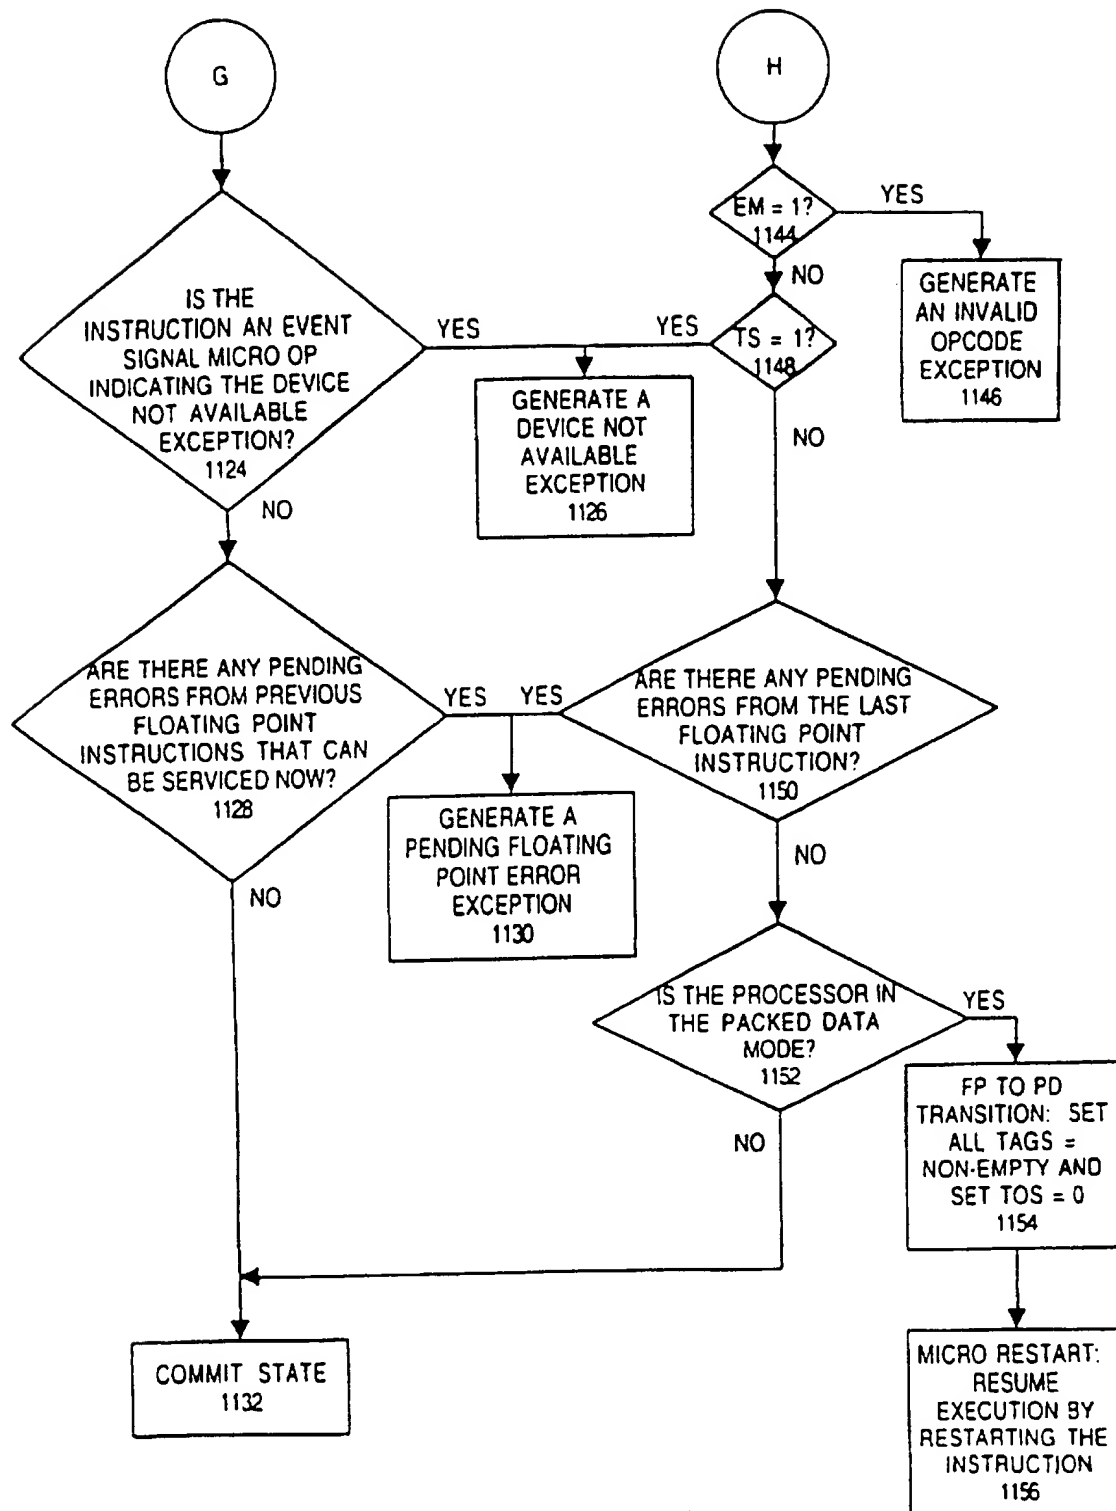 G
H
EM = 1?
1144
YES
NO
GENERATE
AN INVALID
OPCODE
EXCEPTION
1146
IS THE
INSTRUCTION AN EVENT
SIGNAL MICRO OP
INDICATING THE DEVICE
NOT AVAILABLE
EXCEPTION?
1124
YES
YES
TS = 1?
1148
NO
GENERATE A
DEVICE NOT
AVAILABLE
EXCEPTION
1126
NO
ARE THERE ANY PENDING
ERRORS FROM PREVIOUS
FLOATING POINT
INSTRUCTIONS THAT CAN
BE SERVICED NOW?
1128
YES
YES
ARE THERE ANY PENDING
ERRORS FROM THE LAST
FLOATING POINT
INSTRUCTION?
1150
GENERATE A
PENDING FLOATING
POINT ERROR
EXCEPTION
1130
NO
NO
IS THE PROCESSOR IN
THE PACKED DATA
MODE?
1152
YES
NO
FP TO PD
TRANSITION: SET
ALL TAGS =
NON-EMPTY AND
SET TOS = 0
1154
COMMIT STATE
1132
MICRO RESTART:
RESUME
EXECUTION BY
RESTARTING THE
INSTRUCTION
1156